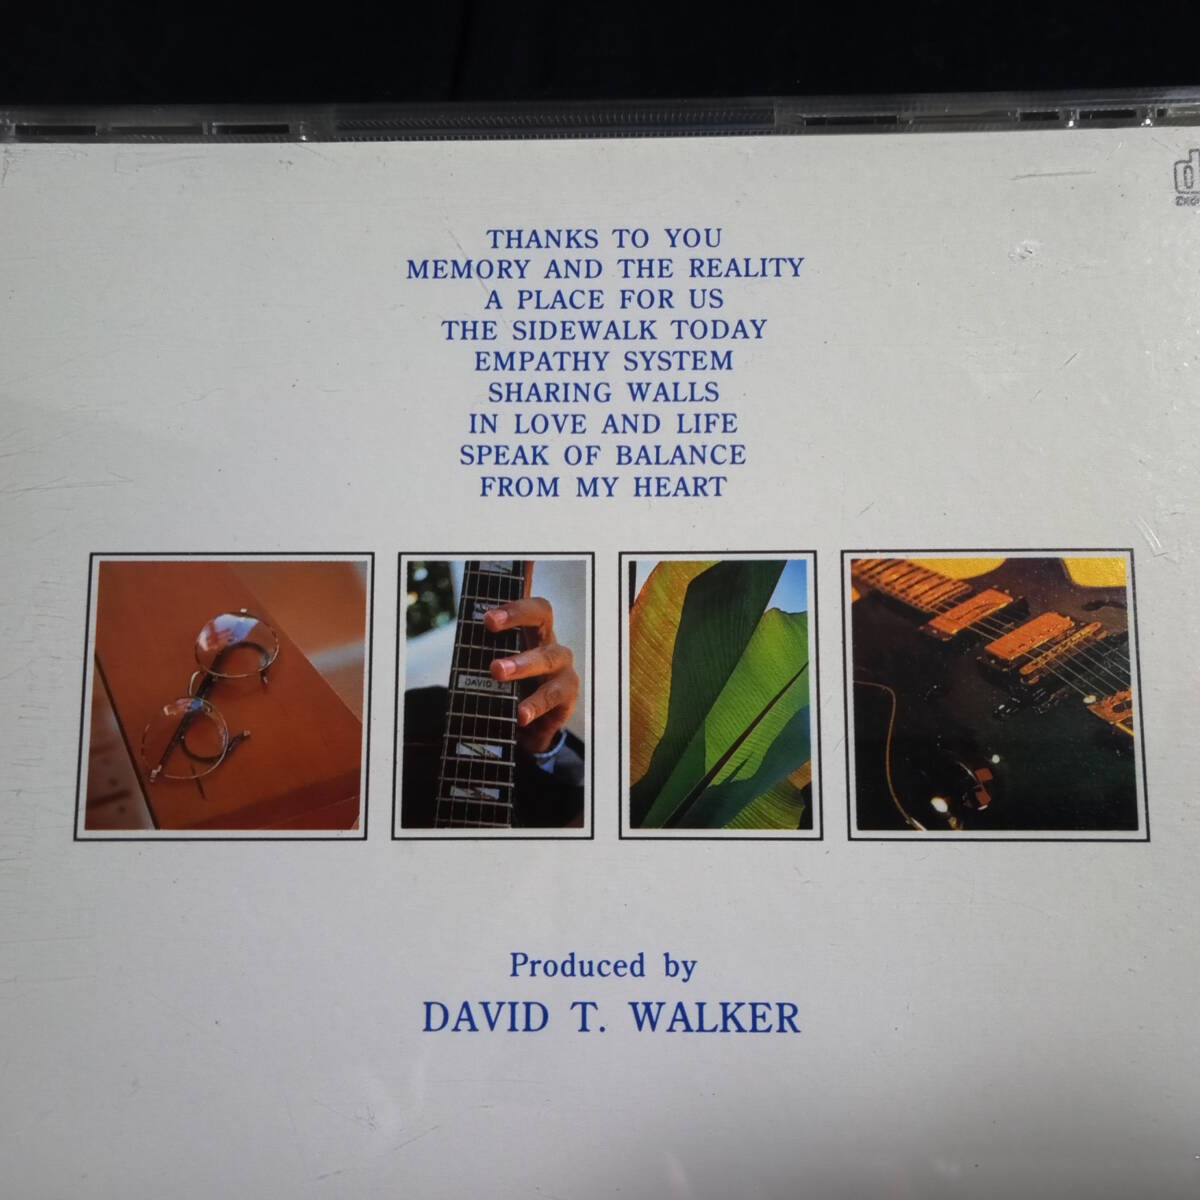 THANKS TO YOU
MEMORY AND THE REALITY
A PLACE FOR US
THE SIDEWALK TODAY
EMPATHY SYSTEM
SHARING WALLS
IN LOVE AND LIFE
SPEAK OF BALANCE
FROM MY HEART
DAVID T.
Produced by
DAVID T. WALKER